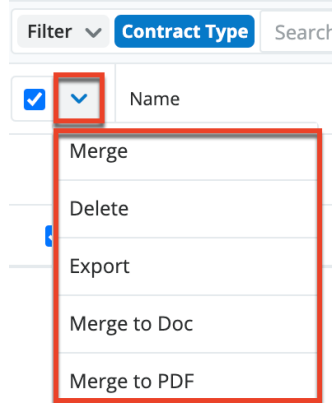 Filter Contract Type Search
Name
Merge
Delete
Export
Merge to Doc
Merge to PDF